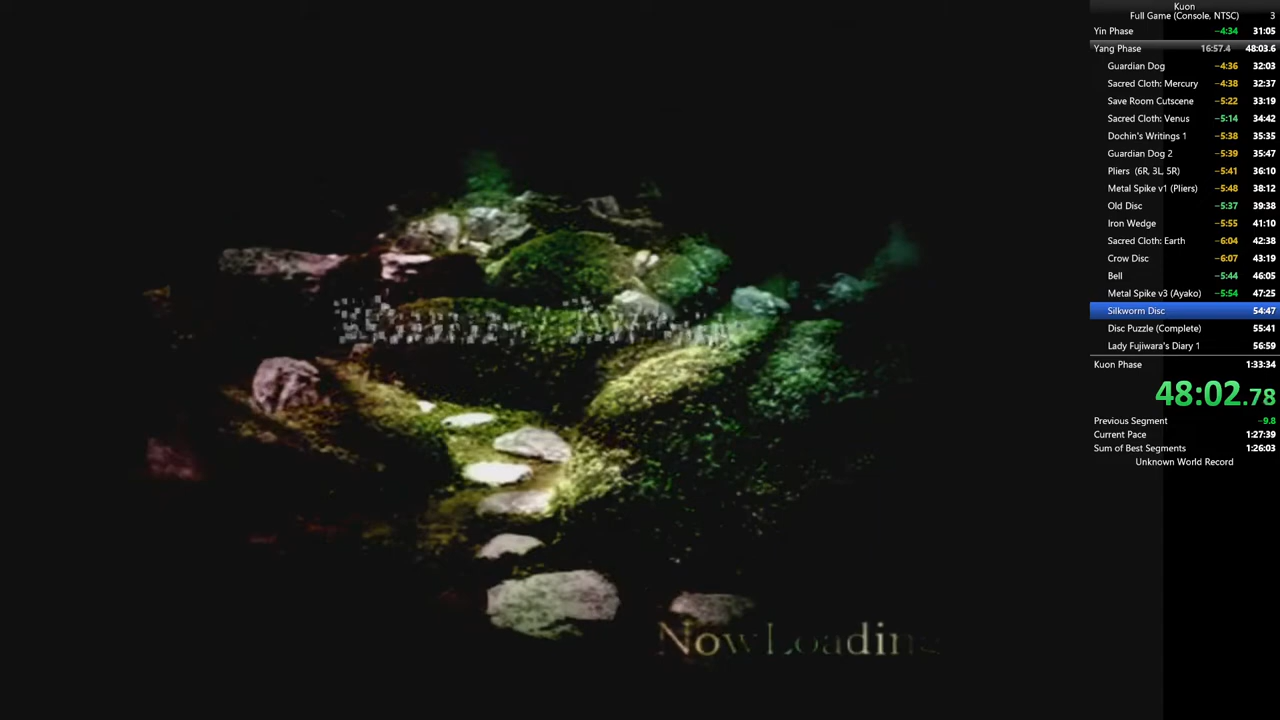 Kuon
Full Game (Console, NTSC) 3
Yin Phase −4:34 31:05
Yang Phase 16:57.4 48:03.6
Guardian Dog −4:36 32:03
Sacred Cloth: Mercury −4:38 32:37
Save Room Cutscene −5:22 33:19
Sacred Cloth: Venus −5:14 34:42
Dochin's Writings 1 −5:38 35:35
Guardian Dog 2 −5:39 35:47
Pliers (6R, 3L, 5R) −5:41 36:10
Metal Spike v1 (Pliers) −5:48 38:12
Old Disc −5:37 39:38
Iron Wedge −5:55 41:10
Sacred Cloth: Earth −6:04 42:38
Crow Disc −6:07 43:19
Bell −5:44 46:05
Metal Spike v3 (Ayako) −5:54 47:25
Silkworm Disc 54:47
Disc Puzzle (Complete) 55:41
Lady Fujiwara's Diary 1 56:59
Kuon Phase 1:33:34
48:02.78
Previous Segment −9.8
Current Pace 1:27:39
Sum of Best Segments 1:26:03
Unknown World Record
Now Loading